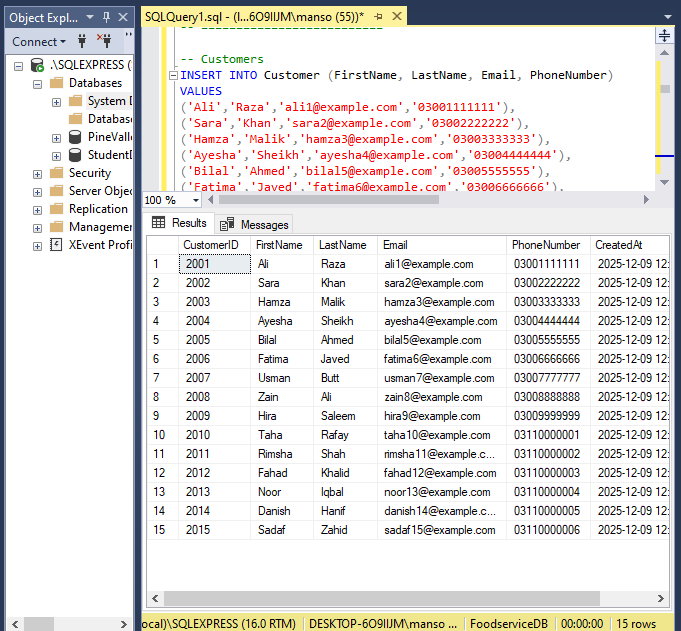 Object Expl...
Connect
.\SQLEXPRESS (
Databases
System D
Databas
PineValle
StudentD
Security
Server Objec
Replication
Managemen
XEvent Profi
SQLQuery1.sql - (l...6O9IIJM\manso (55))*
-- Customers
INSERT INTO Customer (FirstName, LastName, Email, PhoneNumber)
VALUES
('Ali','Raza','ali1@example.com','03001111111'),
('Sara','Khan','sara2@example.com','03002222222'),
('Hamza','Malik','hamza3@example.com','03003333333'),
('Ayesha','Sheikh','ayesha4@example.com','03004444444'),
('Bilal','Ahmed','bilal5@example.com','03005555555'),
('Fatima','Javed','fatima6@example.com','03006666666'),
100 %
Results Messages
CustomerID FirstName LastName Email PhoneNumber CreatedAt
1 2001 Ali Raza ali1@example.com 03001111111 2025-12-09 12:
2 2002 Sara Khan sara2@example.com 03002222222 2025-12-09 12:
3 2003 Hamza Malik hamza3@example.com 03003333333 2025-12-09 12:
4 2004 Ayesha Sheikh ayesha4@example.com 03004444444 2025-12-09 12:
5 2005 Bilal Ahmed bilal5@example.com 03005555555 2025-12-09 12:
6 2006 Fatima Javed fatima6@example.com 03006666666 2025-12-09 12:
7 2007 Usman Butt usman7@example.com 03007777777 2025-12-09 12:
8 2008 Zain Ali zain8@example.com 03008888888 2025-12-09 12:
9 2009 Hira Saleem hira9@example.com 03009999999 2025-12-09 12:
10 2010 Taha Rafay taha10@example.com 03110000001 2025-12-09 12:
11 2011 Rimsha Shah rimsha11@example.c... 03110000002 2025-12-09 12:
12 2012 Fahad Khalid fahad12@example.com 03110000003 2025-12-09 12:
13 2013 Noor Iqbal noor13@example.com 03110000004 2025-12-09 12:
14 2014 Danish Hanif danish14@example.c... 03110000005 2025-12-09 12:
15 2015 Sadaf Zahid sadaf15@example.com 03110000006 2025-12-09 12:
ocal)\SQLEXPRESS (16.0 RTM) DESKTOP-6O9IIJM\manso ... FoodserviceDB 00:00:00 15 rows